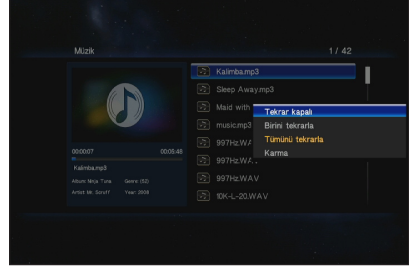 Müzik
1 / 42
Kalimba.mp3
Sleep Away.mp3
Maid with
music.mp3
997Hz.WA
997Hz.WA
997Hz.WAV
10K-L-20.WAV
Tekrar kapalı
Birini tekrarla
Tümünü tekrarla
Karma
00:00:07
00:05:48
Kalimba.mp3
Album: Ninja Tuna
Genre: (52)
Artist: Mr. Scruff
Year: 2008